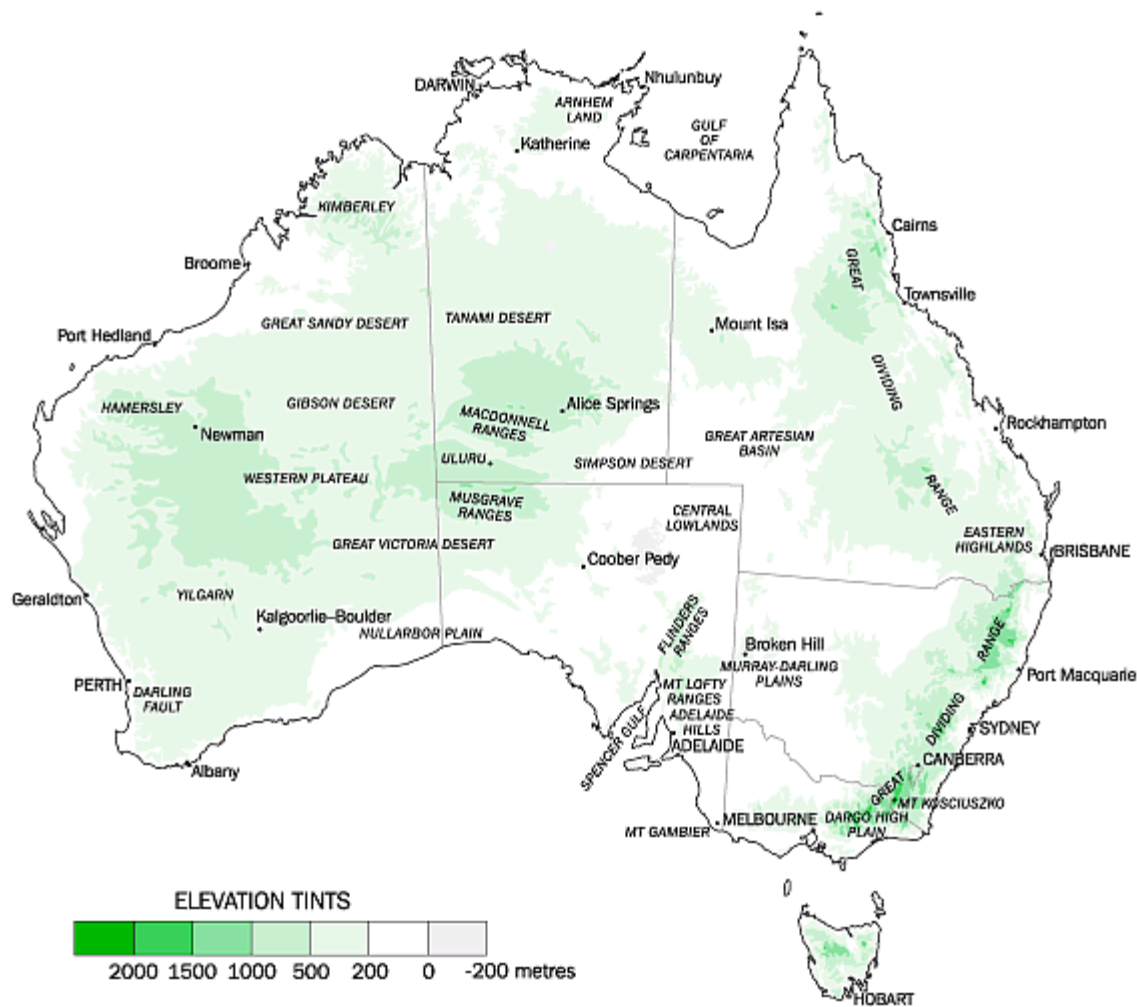 DARWIN
Nhulunbuy
ARNHEM
LAND
GULF
OF
CARPENTARIA
Katherine
KIMBERLEY
Cairns
Broome
GREAT
Townsville
GREAT SANDY DESERT
TANAMI DESERT
Mount Isa
Port Hedland
DIVIDING
HAMERSLEY
GIBSON DESERT
Alice Springs
MACDONNELL
RANGES
Newman
Rockhampton
GREAT ARTESIAN
BASIN
ULURU
SIMPSON DESERT
WESTERN PLATEAU
RANGE
MUSGRAVE
RANGES
CENTRAL
LOWLANDS
EASTERN
HIGHLANDS
GREAT VICTORIA DESERT
BRISBANE
Coober Pedy
Geraldton
YILGARN
Kalgoorlie–Boulder
NULLARBOR PLAIN
FLINDERS
RANGES
RANGE
Broken Hill
MURRAY-DARLING
PLAINS
Port Macquarie
PERTH
DARLING
FAULT
MT LOFTY
RANGES
ADELAIDE
HILLS
SPENCER GULF
ADELAIDE
DIVIDING
SYDNEY
CANBERRA
Albany
GREAT
MT KOSCIUSZKO
MELBOURNE
DARGO HIGH
PLAIN
MT GAMBIER
ELEVATION TINTS
2000 1500 1000 500 200 0 -200 metres
HOBART